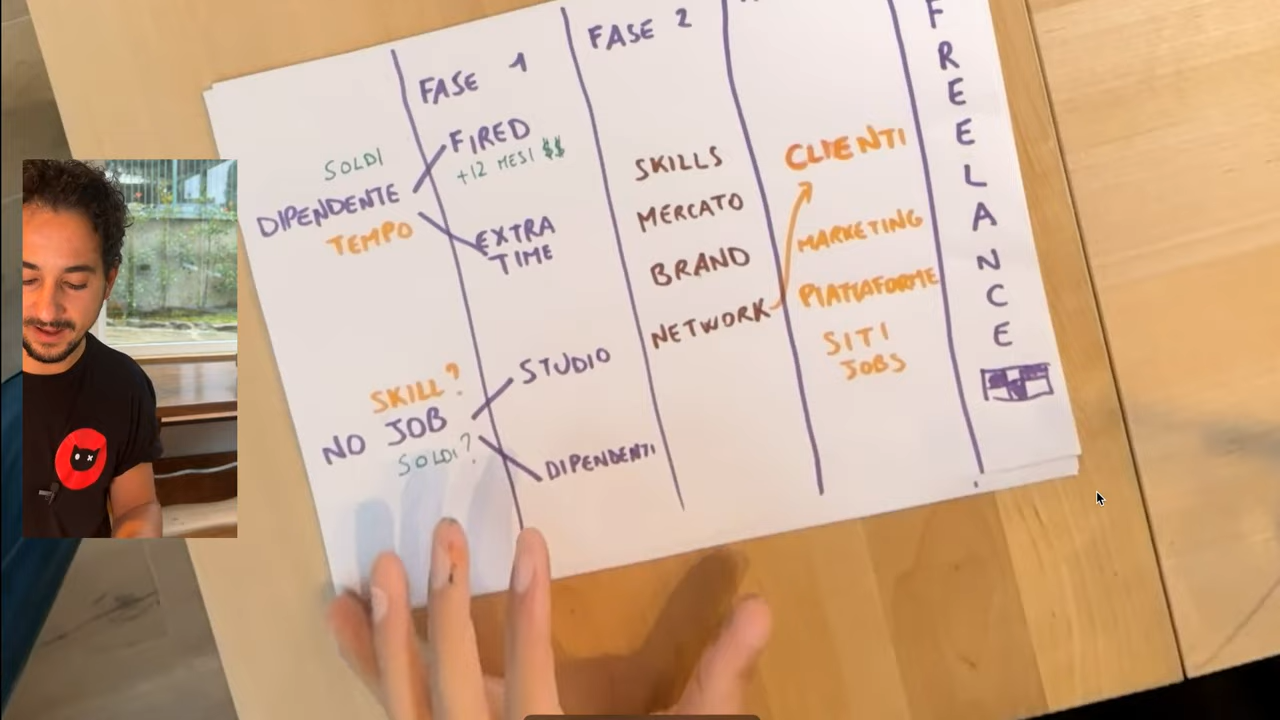 SOLDI
DIPENDENTE
TEMPO
SKILL?
NO JOB
SOLDI?
FASE 1
FIRED
+12 MESI $$
EXTRA
TIME
STUDIO
DIPENDENTI
FASE 2
SKILLS
MERCATO
BRAND
NETWORK
CLIENTI
MARKETING
PIATTAFORME
SITI
JOBS
F
R
E
E
L
A
N
C
E